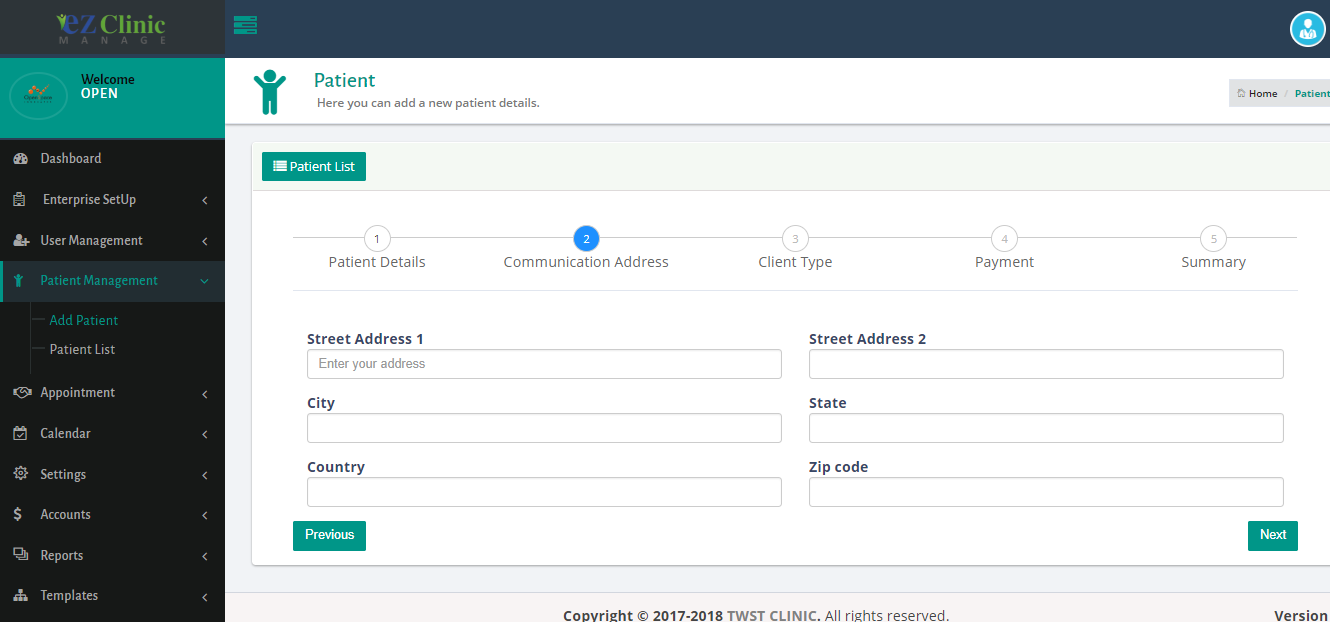 eZ Clinic
MANAGE
Welcome
OPEN
Patient
Here you can add a new patient details.
Home / Patient
Dashboard
Enterprise SetUp
User Management
Patient Management
Add Patient
Patient List
Appointment
Calendar
Settings
$ Accounts
Reports
Templates
Patient List
1 2 3 4 5
Patient Details Communication Address Client Type Payment Summary
Street Address 1 Street Address 2
Enter your address
City State
Country Zip code
Previous Next
Copyright © 2017-2018 TWST CLINIC. All rights reserved. Version